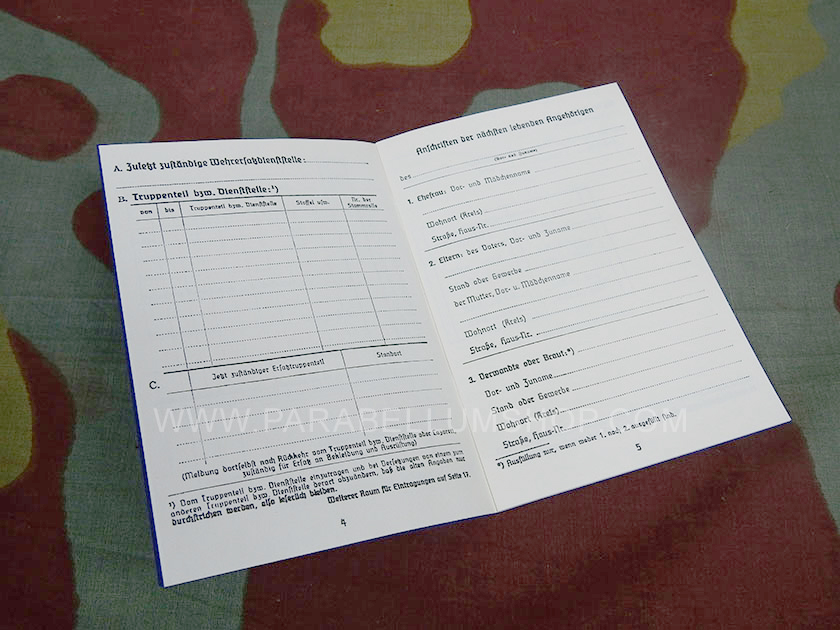 A. Zuletzt zuständige Wehrersatzdienststelle:
B. Truppenteil bzw. Dienststelle:¹)
von bis Truppenteil bzw. Dienststelle Staffel usw. Nr. der Stammrolle
C. Jetzt zuständiger Ersatztruppenteil Standort
(Meldung dortselbst nach Rückkehr vom Truppenteil bzw. Dienststelle oder Lazarett,
zuständig für Ersatz an Bekleidung und Ausrüstung)
¹) Vom Truppenteil bzw. Dienststelle einzutragen und bei Versetzungen von einem zum
anderen Truppenteil bzw. Dienststelle derart abzuändern, daß die alten Angaben nur
durchstrichen werden, also leserlich bleiben.
Weiterer Raum für Eintragungen auf Seite 17.
4
Anschriften der nächsten lebenden Angehörigen
des
(Vor- und Zuname)
1. Ehefrau: Vor- und Mädchenname
Wohnort (Kreis)
Straße, Haus-Nr.
2. Eltern: des Vaters, Vor- und Zuname
Stand oder Gewerbe
der Mutter, Vor- u. Mädchenname
Wohnort (Kreis)
Straße, Haus-Nr.
3. Verwandte oder Braut:*)
Vor- und Zuname
Stand oder Gewerbe
Wohnort (Kreis)
Straße, Haus-Nr.
*) Ausfüllung nur, wenn weder 1. noch 2. ausgefüllt sind.
5
WWW.PARABELLUM-SHOP.COM